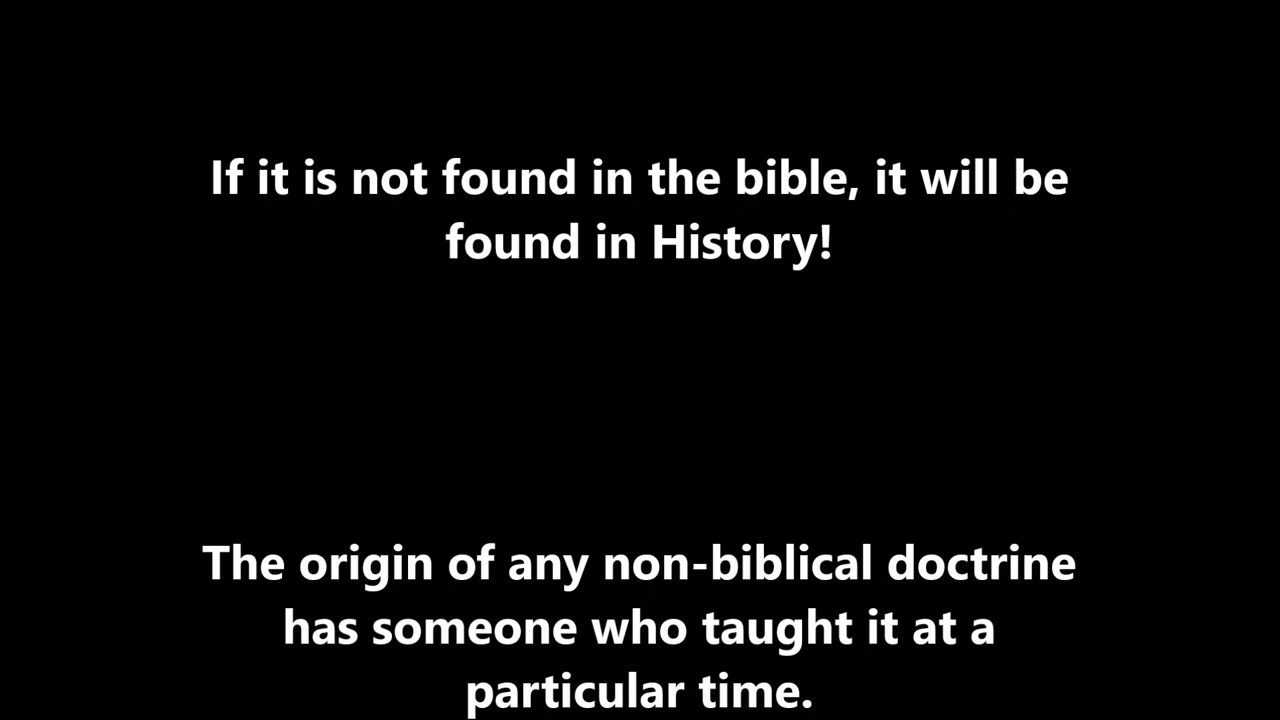 If it is not found in the bible, it will be
found in History!
The origin of any non-biblical doctrine
has someone who taught it at a
particular time.